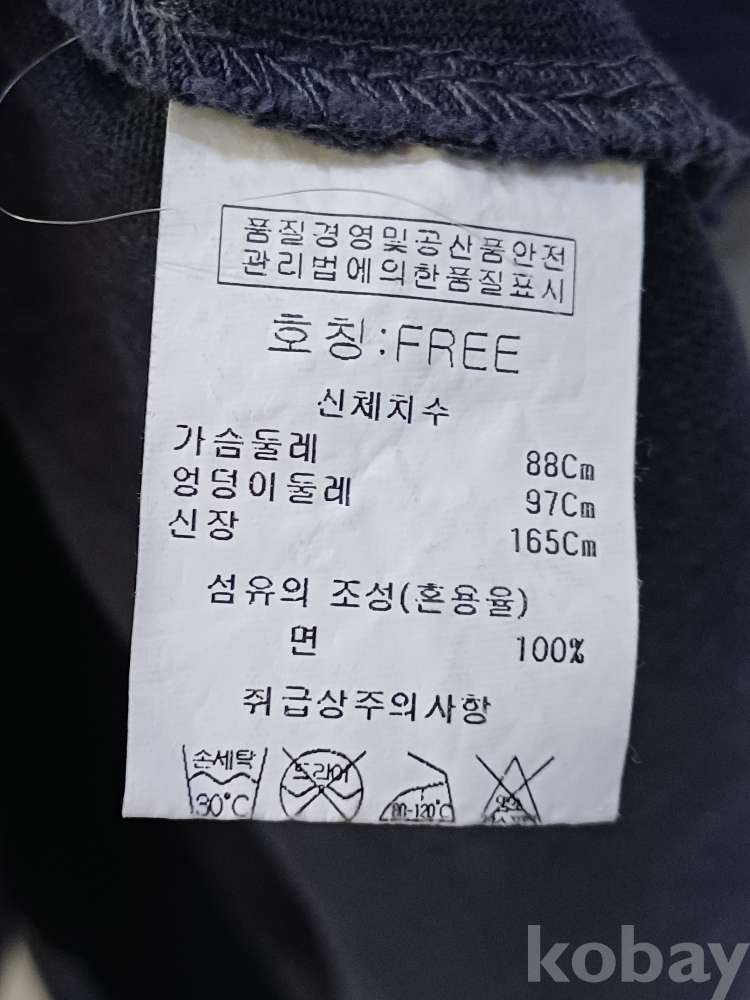 품질경영및공산품안전
관리법에의한품질표시
호칭:FREE
신체치수
가슴둘레 88Cm
엉덩이둘레 97Cm
신장 165Cm
섬유의 조성(혼용율)
면 100%
취급상주의사항
손세탁 드라이
30°C 80-120°C
kobay